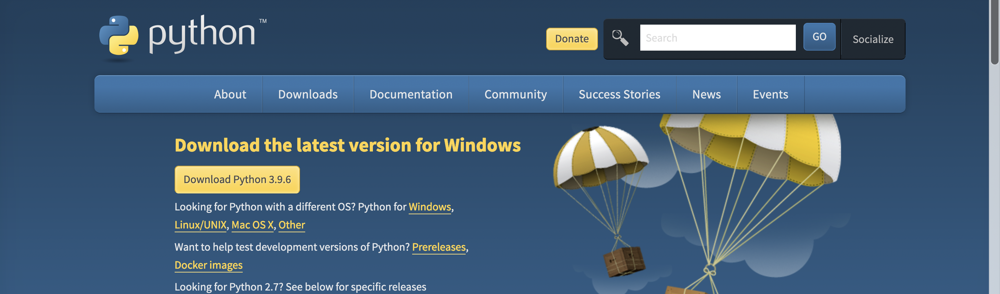 python™
Donate
Search
GO
Socialize
About
Downloads
Documentation
Community
Success Stories
News
Events
Download the latest version for Windows
Download Python 3.9.6
Looking for Python with a different OS? Python for Windows,
Linux/UNIX, Mac OS X, Other
Want to help test development versions of Python? Prereleases,
Docker images
Looking for Python 2.7? See below for specific releases